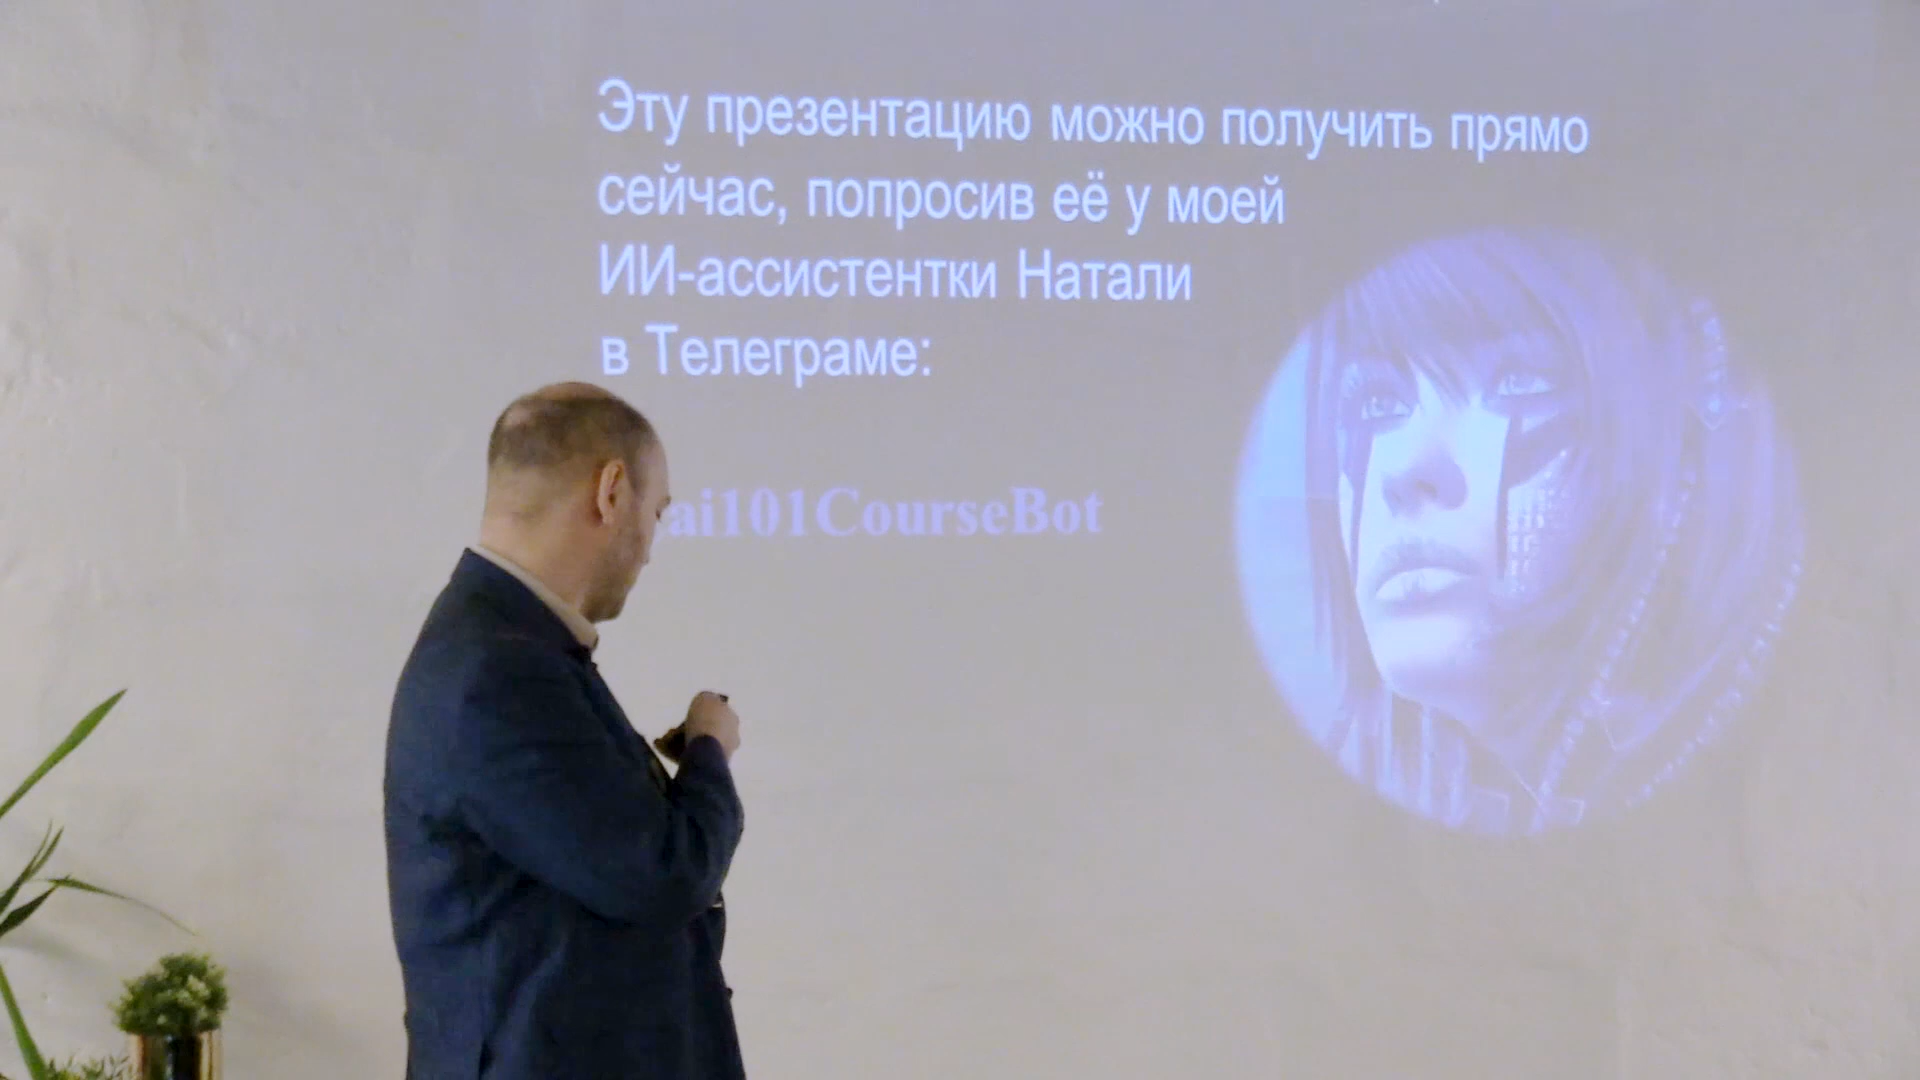 Эту презентацию можно получить прямо
сейчас, попросив её у моей
ИИ-ассистентки Натали
в Телеграме:
ai101CourseBot